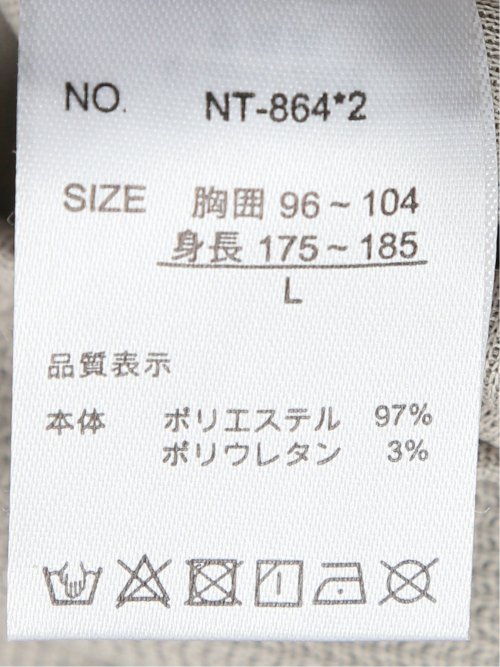 NO. NT-864*2
SIZE 胸囲 96~104
身長 175~185
L
品質表示
本体 ポリエステル 97%
ポリウレタン 3%